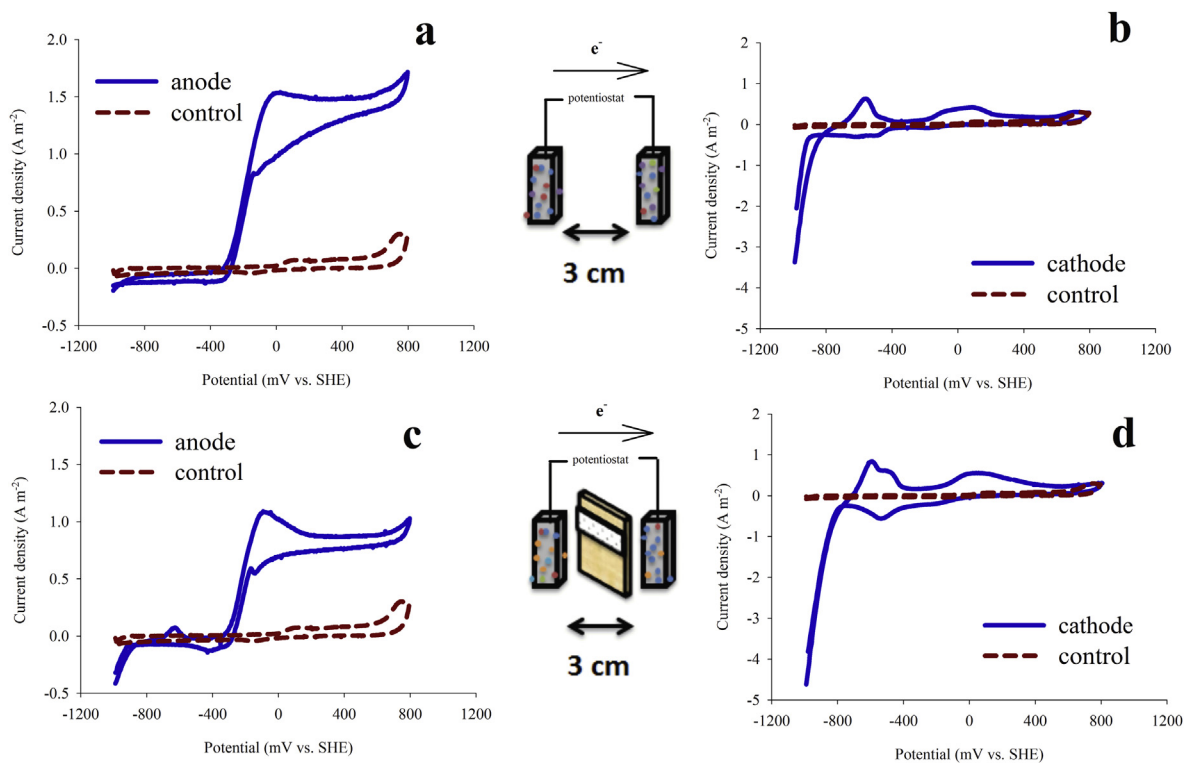 a
2.0
1.5
1.0
0.5
0.0
-0.5
-1200
-800
-400
0
400
800
1200
Current density (A m⁻²)
Potential (mV vs. SHE)
anode
control
e⁻
potentiostat
3 cm
b
2
1
0
-1
-2
-3
-4
-5
-1200
-800
-400
0
400
800
1200
Current density (A m⁻²)
Potential (mV vs. SHE)
cathode
control
c
2.0
1.5
1.0
0.5
0.0
-0.5
-1200
-800
-400
0
400
800
1200
Current density (A m⁻²)
Potential (mV vs. SHE)
anode
control
e⁻
potentiostat
3 cm
d
2
1
0
-1
-2
-3
-4
-5
-1200
-800
-400
0
400
800
1200
Current density (A m⁻²)
Potential (mV vs. SHE)
cathode
control